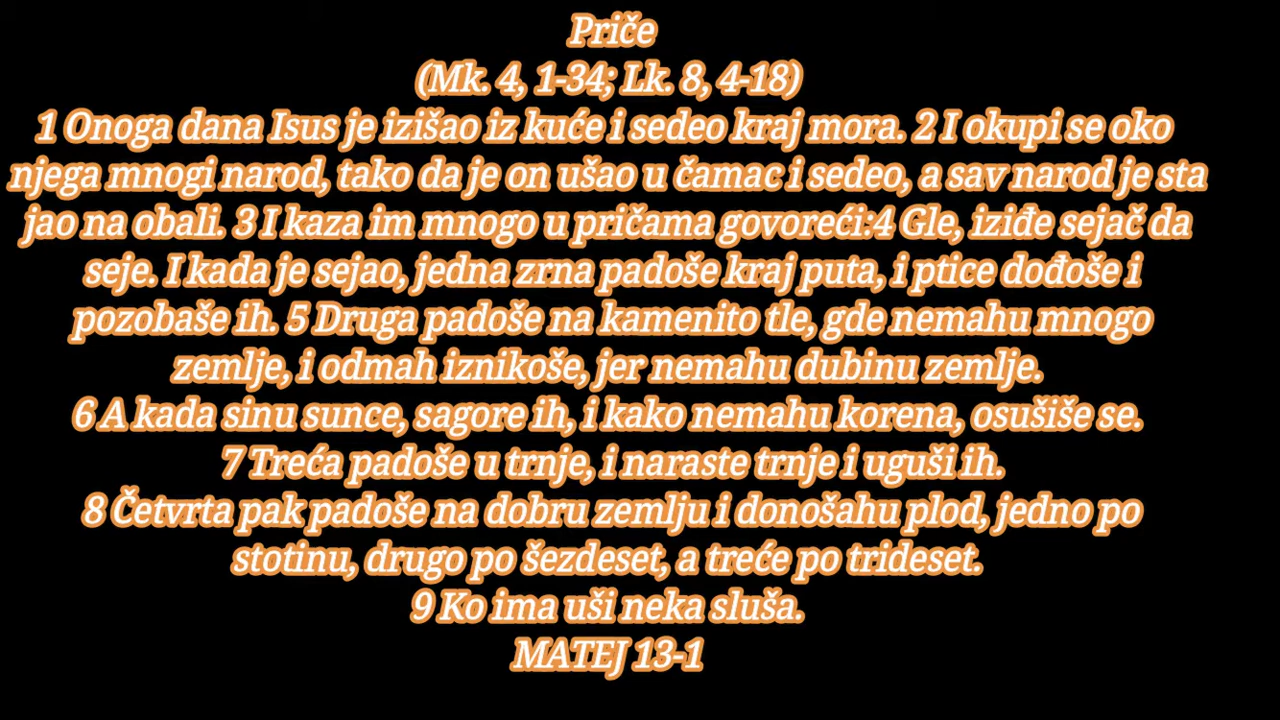 Priče
(Mk. 4, 1-34; Lk. 8, 4-18)
1 Onoga dana Isus je izišao iz kuće i sedeo kraj mora. 2 I okupi se oko
njega mnogi narod, tako da je on ušao u čamac i sedeo, a sav narod je sta
jao na obali. 3 I kaza im mnogo u pričama govoreći:4 Gle, iziđe sejač da
seje. I kada je sejao, jedna zrna padoše kraj puta, i ptice dođoše i
pozobaše ih. 5 Druga padoše na kamenito tle, gde nemahu mnogo
zemlje, i odmah iznikoše, jer nemahu dubinu zemlje.
6 A kada sinu sunce, sagore ih, i kako nemahu korena, osušiše se.
7 Treća padoše u trnje, i naraste trnje i uguši ih.
8 Četvrta pak padoše na dobru zemlju i donošahu plod, jedno po
stotinu, drugo po šezdeset, a treće po trideset.
9 Ko ima uši neka sluša.
MATEJ 13-1